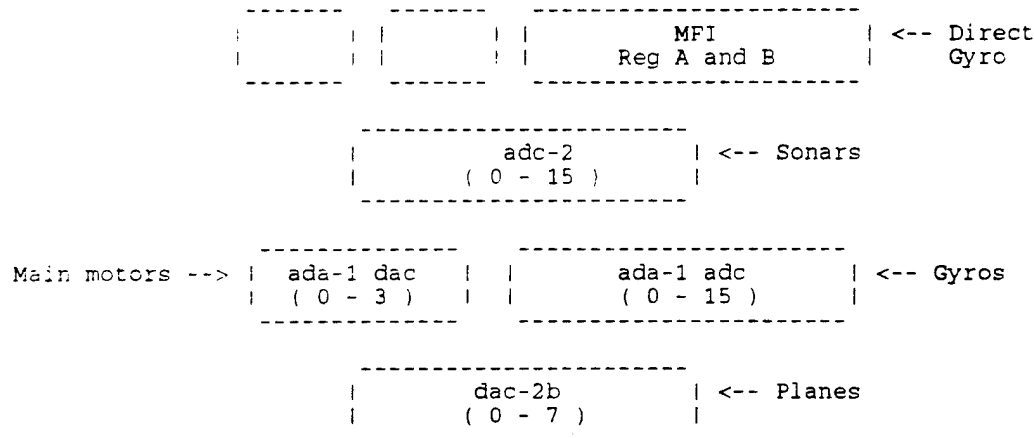 MFI <-- Direct
Reg A and B Gyro
adc-2 <-- Sonars
( 0 - 15 )
Main motors --> ada-1 dac ada-1 adc <-- Gyros
( 0 - 3 ) ( 0 - 15 )
dac-2b <-- Planes
( 0 - 7 )